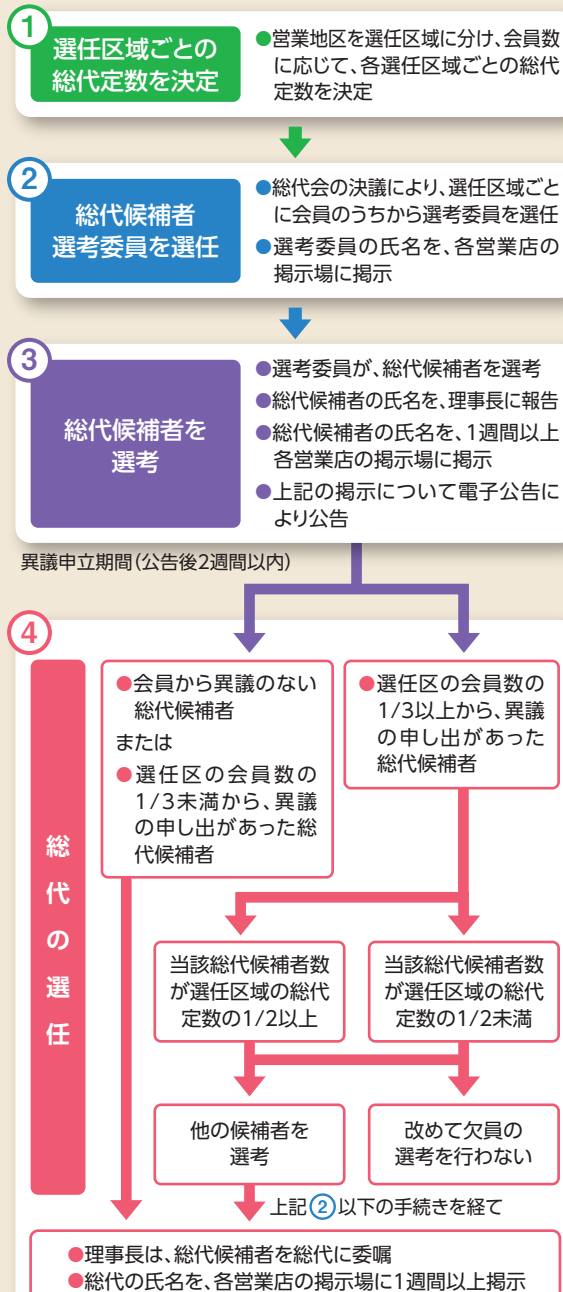 1
選任区域ごとの
総代定数を決定
●営業地区を選任区域に分け、会員数
に応じて、各選任区域ごとの総代
定数を決定
2
総代候補者
選考委員を選任
●総代会の決議により、選任区域ごと
に会員のうちから選考委員を選任
●選考委員の氏名を、各営業店の
掲示場に掲示
3
総代候補者を
選考
●選考委員が、総代候補者を選考
●総代候補者の氏名を、理事長に報告
●総代候補者の氏名を、1週間以上
各営業店の掲示場に掲示
●上記の掲示について電子公告に
より公告
異議申立期間(公告後2週間以内)
4
総代の選任
●会員から異議のない
総代候補者
または
●選任区の会員数の
1/3未満から、異議
の申し出があった総
代候補者
●選任区の会員数の
1/3以上から、異議
の申し出があった
総代候補者
当該総代候補者数
が選任区域の総代
定数の1/2以上
当該総代候補者数
が選任区域の総代
定数の1/2未満
他の候補者を
選考
改めて欠員の
選考を行わない
上記②以下の手続きを経て
●理事長は、総代候補者を総代に委嘱
●総代の氏名を、各営業店の掲示場に1週間以上掲示